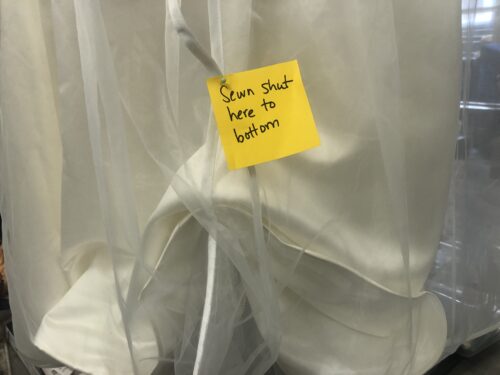 Sewn shut
here to
bottom